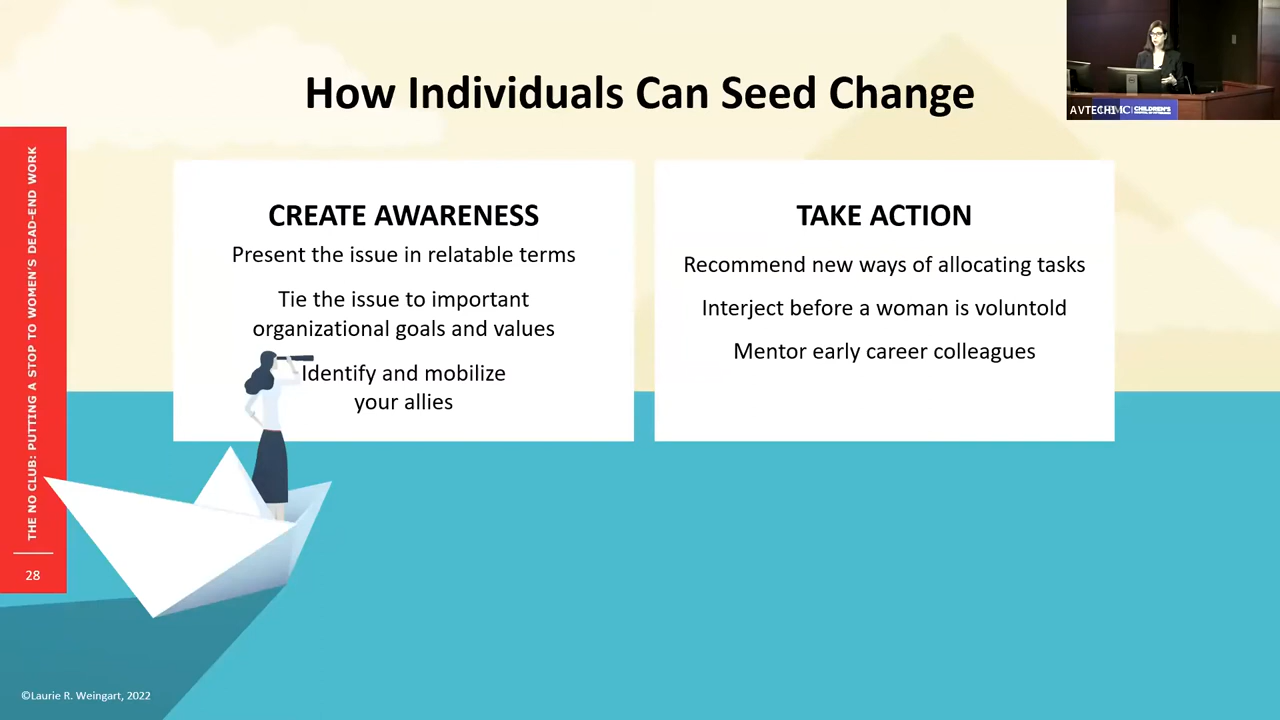 How Individuals Can Seed Change
THE NO CLUB: PUTTING A STOP TO WOMEN'S DEAD-END WORK
28
CREATE AWARENESS
Present the issue in relatable terms
Tie the issue to important
organizational goals and values
Identify and mobilize
your allies
TAKE ACTION
Recommend new ways of allocating tasks
Interject before a woman is voluntold
Mentor early career colleagues
©Laurie R. Weingart, 2022
CHILDREN'S